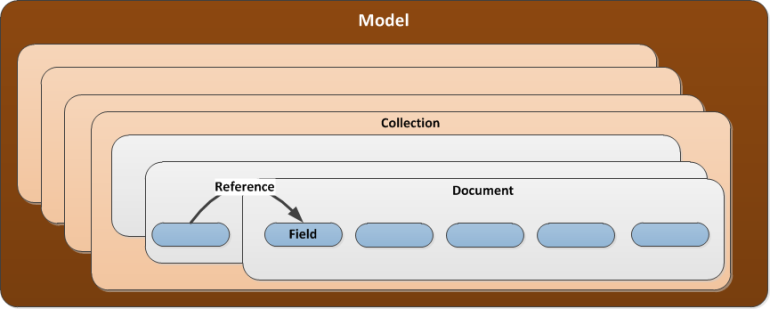 Model
Collection
Reference
Document
Field